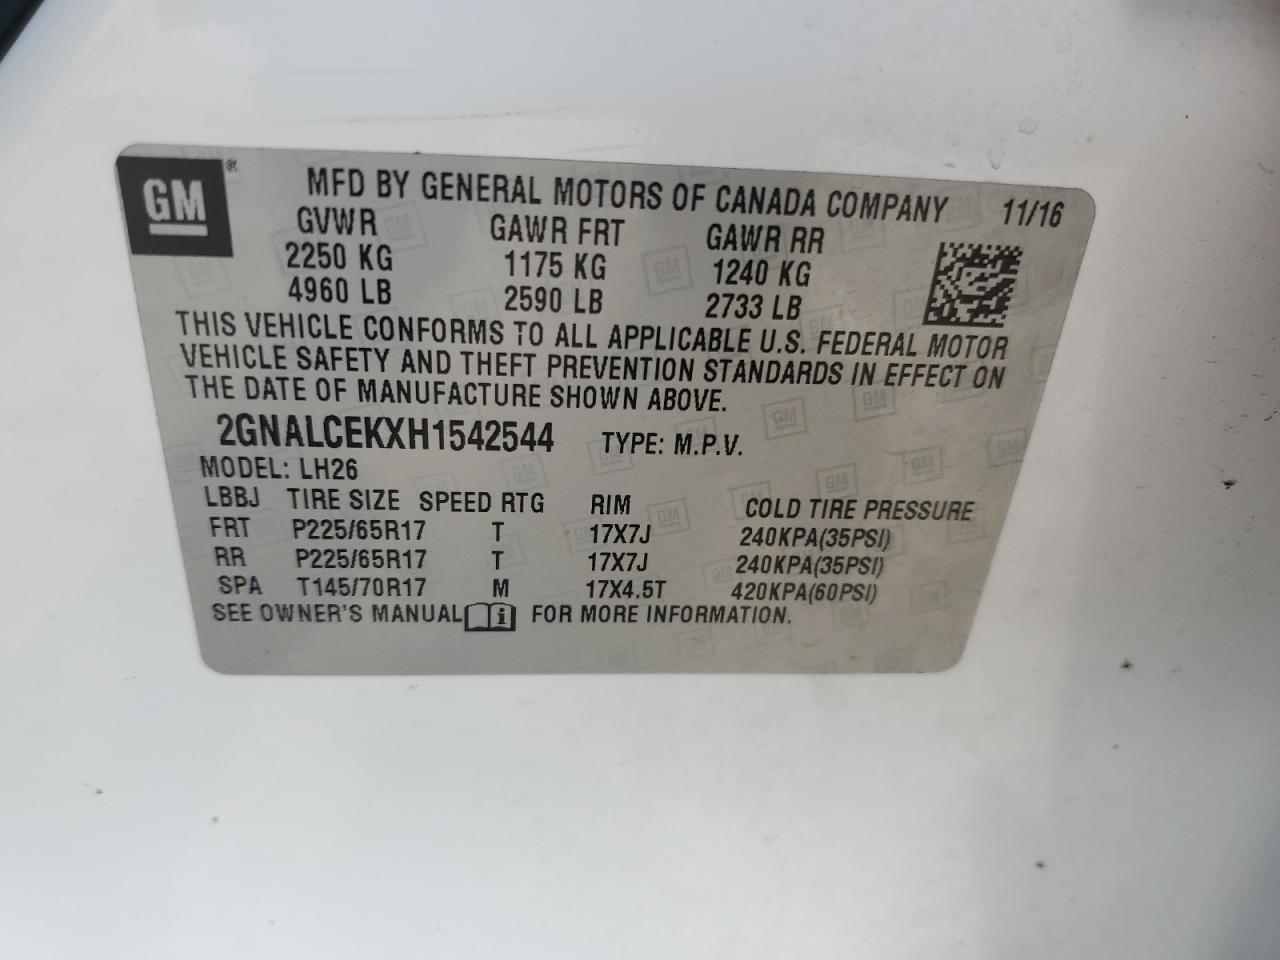 GM ®
MFD BY GENERAL MOTORS OF CANADA COMPANY 11/16
GVWR GAWR FRT GAWR RR
2250 KG 1175 KG 1240 KG
4960 LB 2590 LB 2733 LB
THIS VEHICLE CONFORMS TO ALL APPLICABLE U.S. FEDERAL MOTOR
VEHICLE SAFETY AND THEFT PREVENTION STANDARDS IN EFFECT ON
THE DATE OF MANUFACTURE SHOWN ABOVE.
2GNALCEKXH1542544 TYPE: M.P.V.
MODEL: LH26
LBBJ TIRE SIZE SPEED RTG RIM COLD TIRE PRESSURE
FRT P225/65R17 T 17X7J 240KPA(35PSI)
RR P225/65R17 T 17X7J 240KPA(35PSI)
SPA T145/70R17 M 17X4.5T 420KPA(60PSI)
SEE OWNER'S MANUAL i FOR MORE INFORMATION.